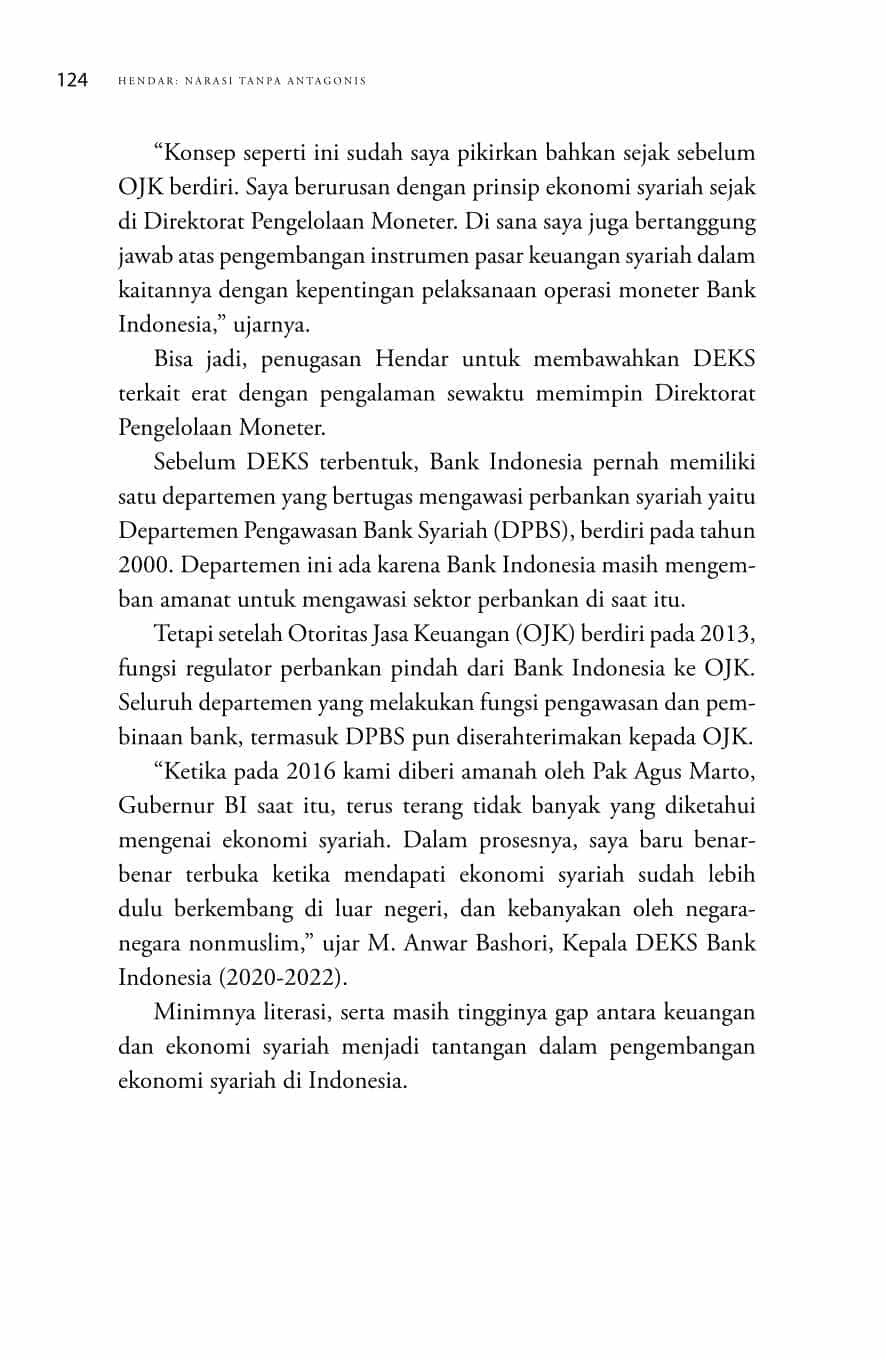 124 HENDAR: NARASI TANPA ANTAGONIS
“Konsep seperti ini sudah saya pikirkan bahkan sejak sebelum
OJK berdiri. Saya berurusan dengan prinsip ekonomi syariah sejak
di Direktorat Pengelolaan Moneter. Di sana saya juga bertanggung
jawab atas pengembangan instrumen pasar keuangan syariah dalam
kaitannya dengan kepentingan pelaksanaan operasi moneter Bank
Indonesia,” ujarnya.
Bisa jadi, penugasan Hendar untuk membawahkan DEKS
terkait erat dengan pengalaman sewaktu memimpin Direktorat
Pengelolaan Moneter.
Sebelum DEKS terbentuk, Bank Indonesia pernah memiliki
satu departemen yang bertugas mengawasi perbankan syariah yaitu
Departemen Pengawasan Bank Syariah (DPBS), berdiri pada tahun
2000. Departemen ini ada karena Bank Indonesia masih mengem-
ban amanat untuk mengawasi sektor perbankan di saat itu.
Tetapi setelah Otoritas Jasa Keuangan (OJK) berdiri pada 2013,
fungsi regulator perbankan pindah dari Bank Indonesia ke OJK.
Seluruh departemen yang melakukan fungsi pengawasan dan pem-
binaan bank, termasuk DPBS pun diserahterimakan kepada OJK.
“Ketika pada 2016 kami diberi amanah oleh Pak Agus Marto,
Gubernur BI saat itu, terus terang tidak banyak yang diketahui
mengenai ekonomi syariah. Dalam prosesnya, saya baru benar-
benar terbuka ketika mendapati ekonomi syariah sudah lebih
dulu berkembang di luar negeri, dan kebanyakan oleh negara-
negara nonmuslim,” ujar M. Anwar Bashori, Kepala DEKS Bank
Indonesia (2020-2022).
Minimnya literasi, serta masih tingginya gap antara keuangan
dan ekonomi syariah menjadi tantangan dalam pengembangan
ekonomi syariah di Indonesia.